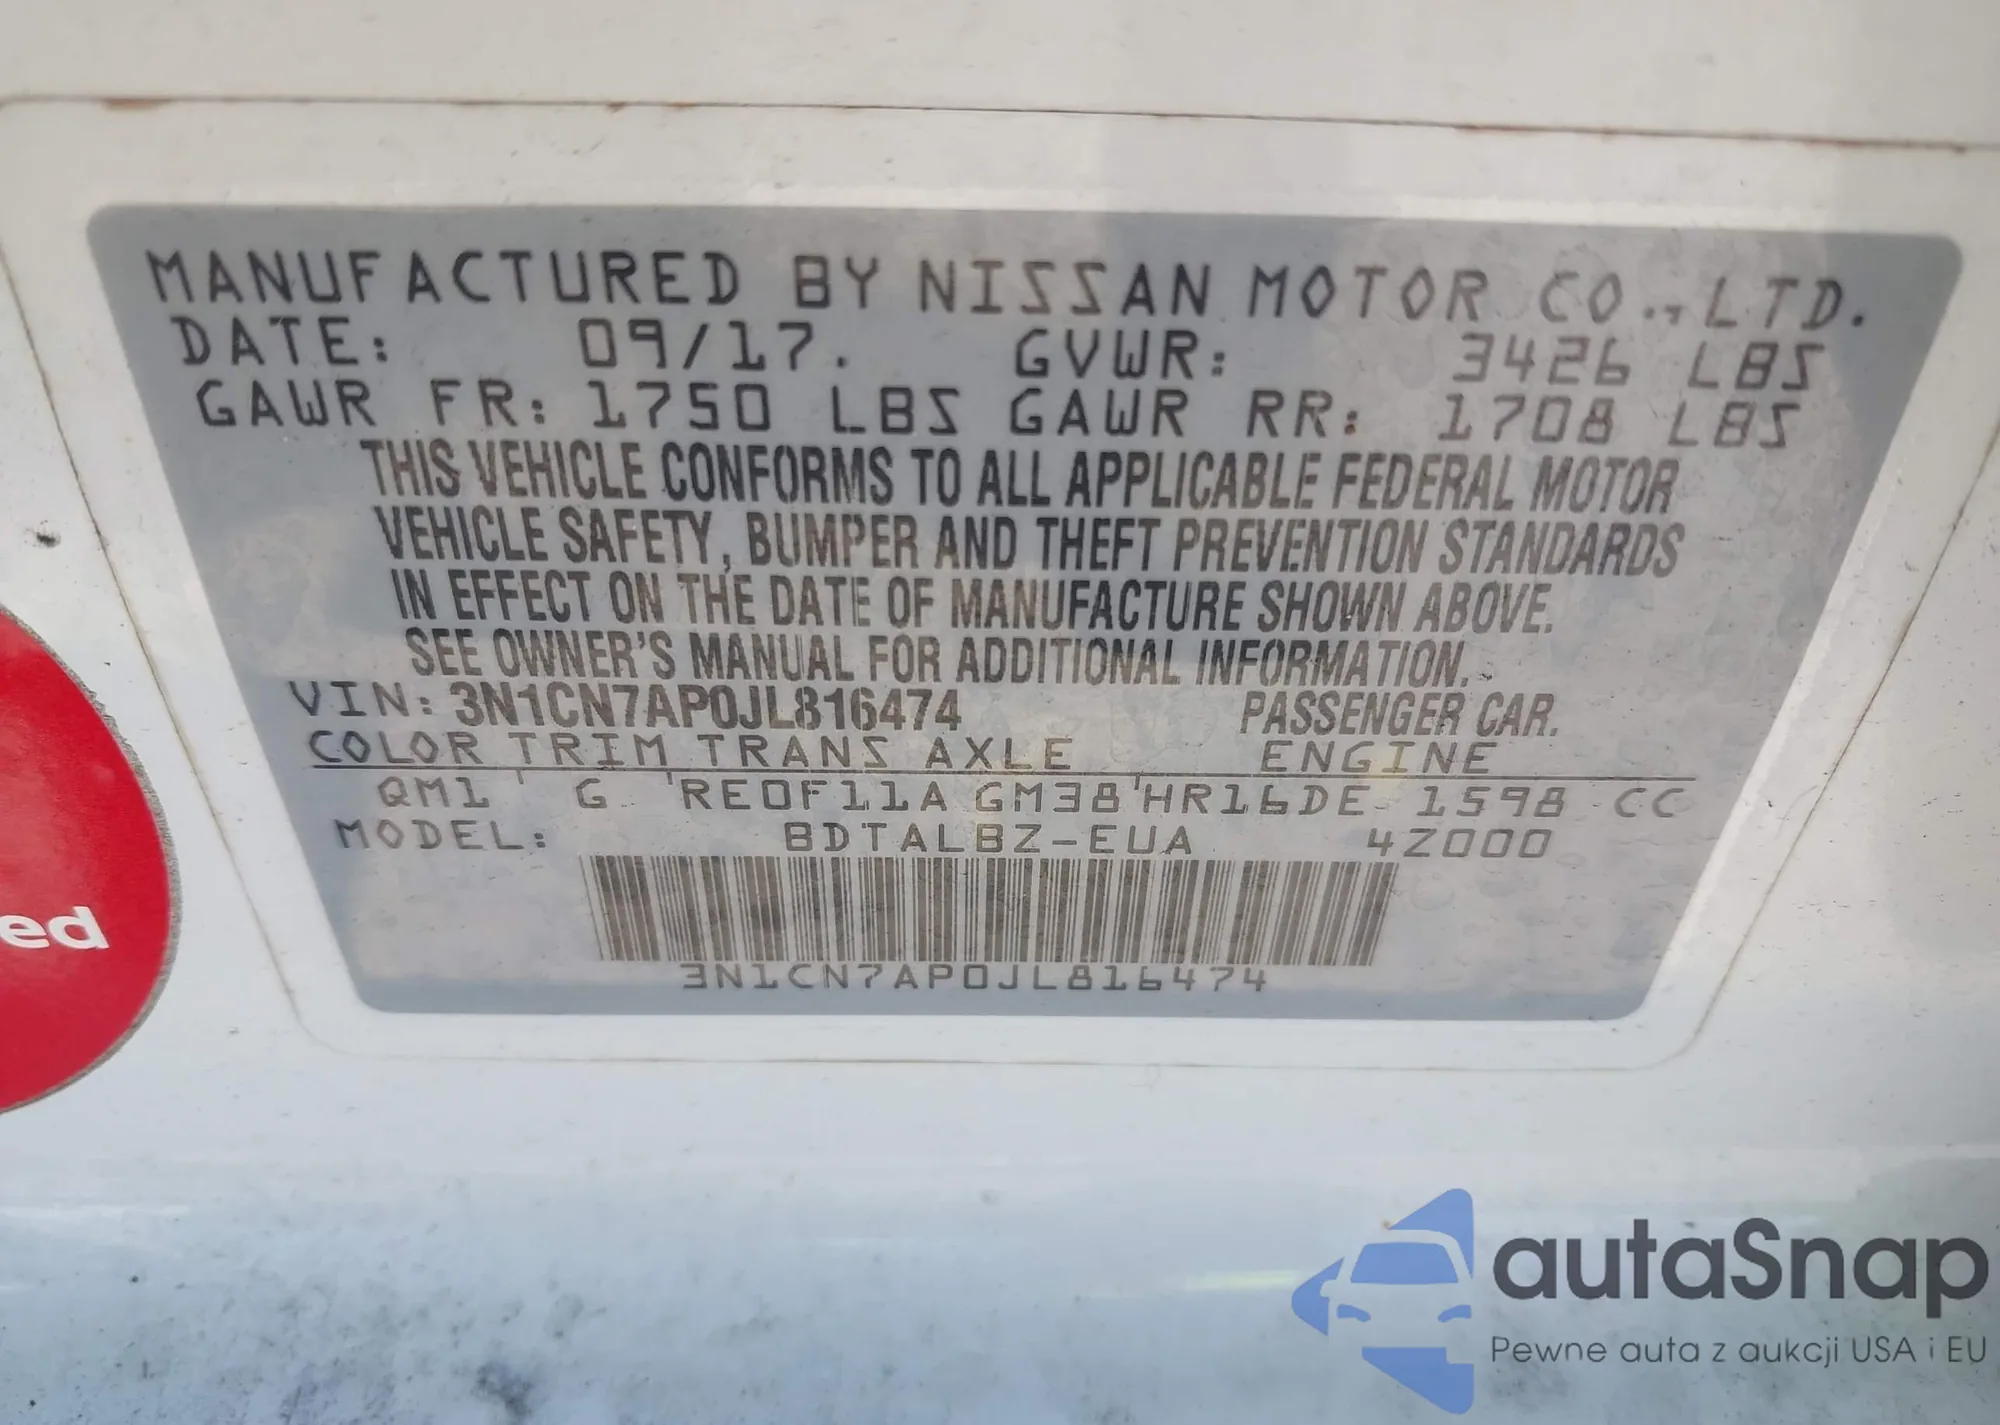 MANUFACTURED BY NISSAN MOTOR CO., LTD.
DATE: 09/17. GVWR: 3426 LBS
GAWR FR: 1750 LBS GAWR RR: 1708 LBS
THIS VEHICLE CONFORMS TO ALL APPLICABLE FEDERAL MOTOR
VEHICLE SAFETY, BUMPER AND THEFT PREVENTION STANDARDS
IN EFFECT ON THE DATE OF MANUFACTURE SHOWN ABOVE.
SEE OWNER'S MANUAL FOR ADDITIONAL INFORMATION.
VIN: 3N1CN7AP0JL816474 PASSENGER CAR.
COLOR TRIM TRANS AXLE ENGINE
QM1 G RE0F11A GM38 HR16DE 1598 CC
MODEL: BDTALBZ-EUA 4Z000
3N1CN7AP0JL816474
ed
autaSnap
Pewne auta z aukcji USA i EU